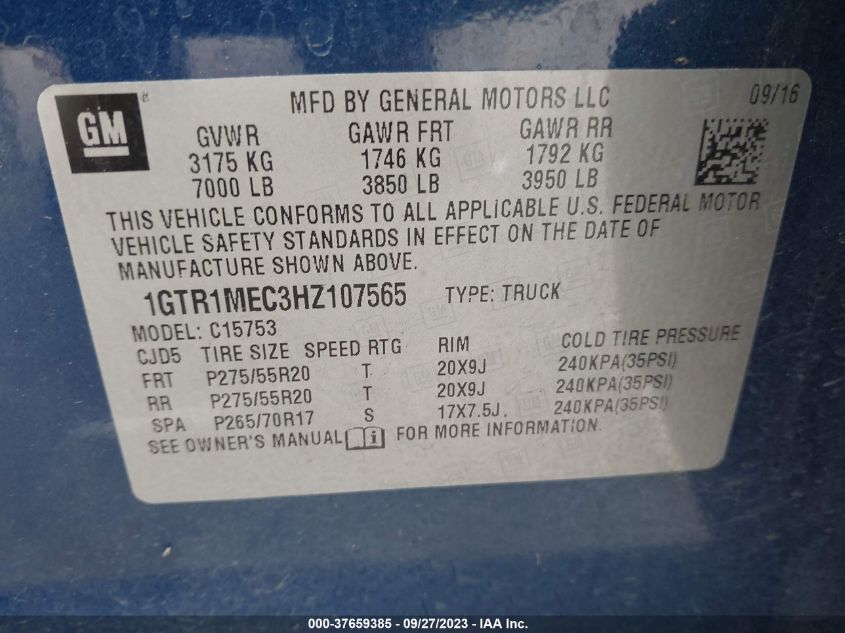 GM
MFD BY GENERAL MOTORS LLC 09/16
GVWR GAWR FRT GAWR RR
3175 KG 1746 KG 1792 KG
7000 LB 3850 LB 3950 LB
THIS VEHICLE CONFORMS TO ALL APPLICABLE U.S. FEDERAL MOTOR
VEHICLE SAFETY STANDARDS IN EFFECT ON THE DATE OF
MANUFACTURE SHOWN ABOVE.
1GTR1MEC3HZ107565 TYPE: TRUCK
MODEL: C15753
CJD5 TIRE SIZE SPEED RTG RIM COLD TIRE PRESSURE
FRT P275/55R20 T 20X9J 240KPA(35PSI)
RR P275/55R20 T 20X9J 240KPA(35PSI)
SPA P265/70R17 S 17X7.5J 240KPA(35PSI)
SEE OWNER'S MANUAL FOR MORE INFORMATION.
000-37659385 - 09/27/2023 - IAA Inc.